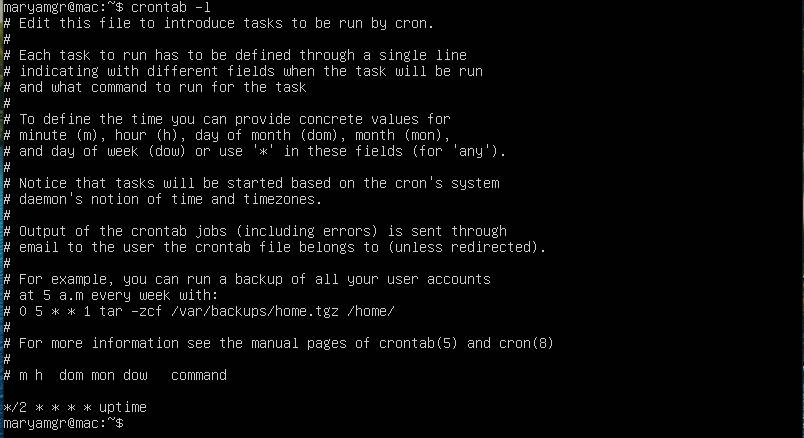 maryamgr@mac:~$ crontab -l
# Edit this file to introduce tasks to be run by cron.
#
# Each task to run has to be defined through a single line
# indicating with different fields when the task will be run
# and what command to run for the task
#
# To define the time you can provide concrete values for
# minute (m), hour (h), day of month (dom), month (mon),
# and day of week (dow) or use '*' in these fields (for 'any').
#
# Notice that tasks will be started based on the cron's system
# daemon's notion of time and timezones.
#
# Output of the crontab jobs (including errors) is sent through
# email to the user the crontab file belongs to (unless redirected).
#
# For example, you can run a backup of all your user accounts
# at 5 a.m every week with:
# 0 5 * * 1 tar -zcf /var/backups/home.tgz /home/
#
# For more information see the manual pages of crontab(5) and cron(8)
#
# m h  dom mon dow   command

*/2 * * * * uptime
maryamgr@mac:~$